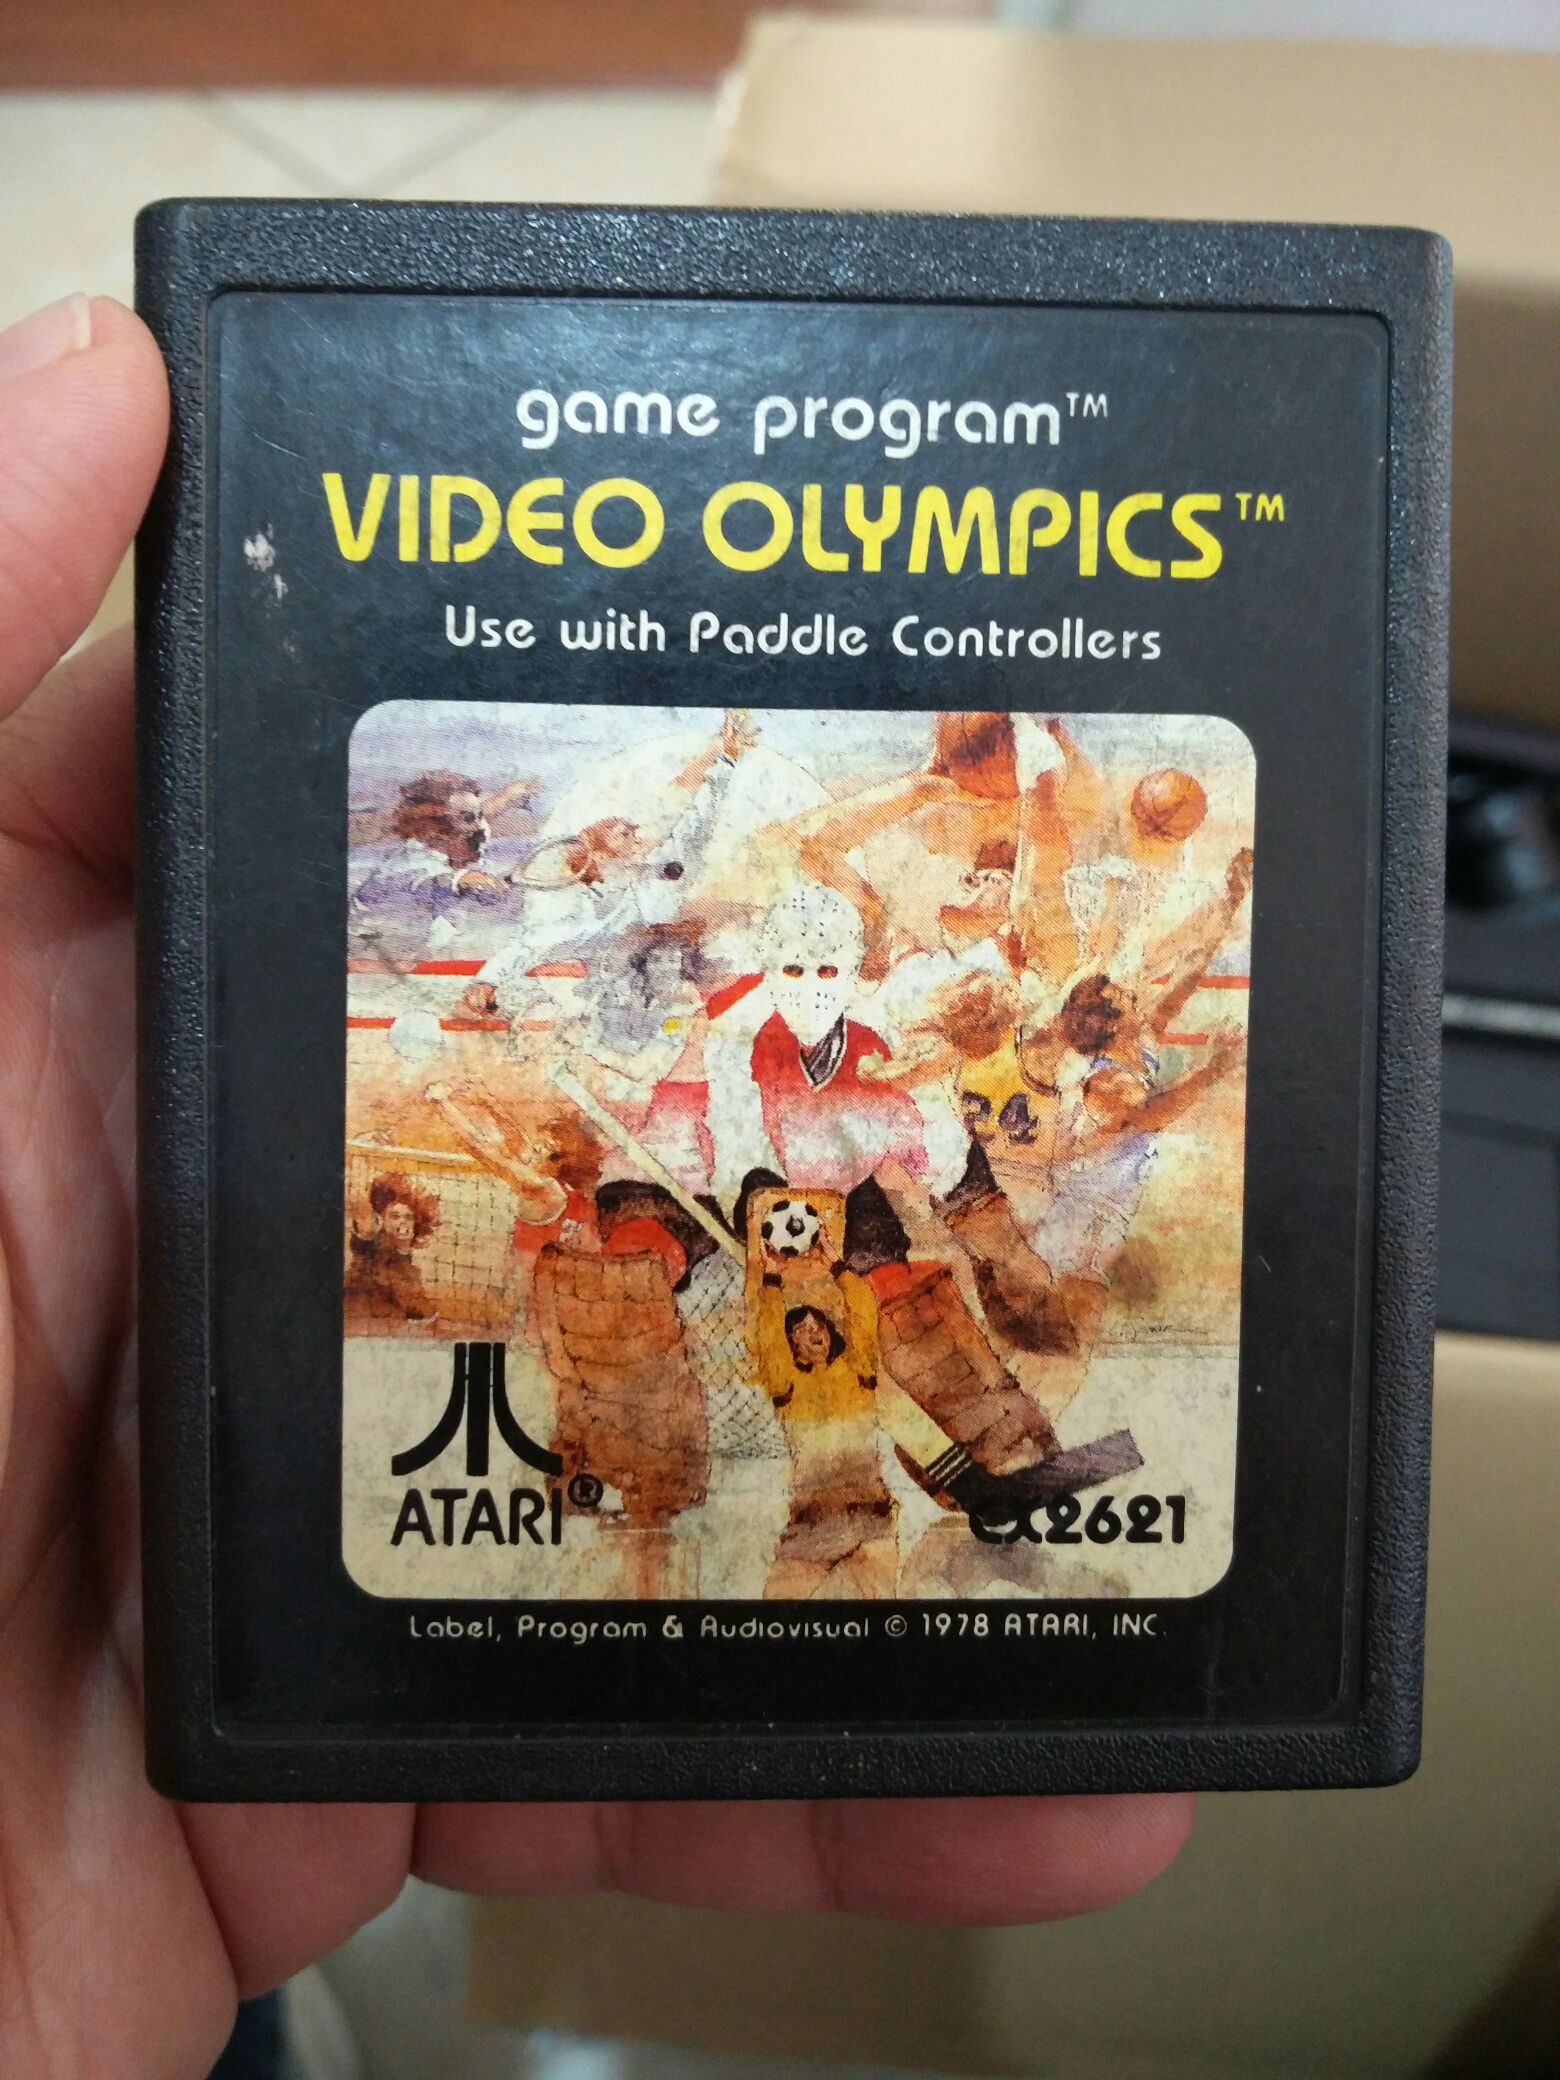 game program™
VIDEO OLYMPICS™
Use with Paddle Controllers
24
ATARI®
CX2621
Label, Program & Audiovisual © 1978 ATARI, INC.